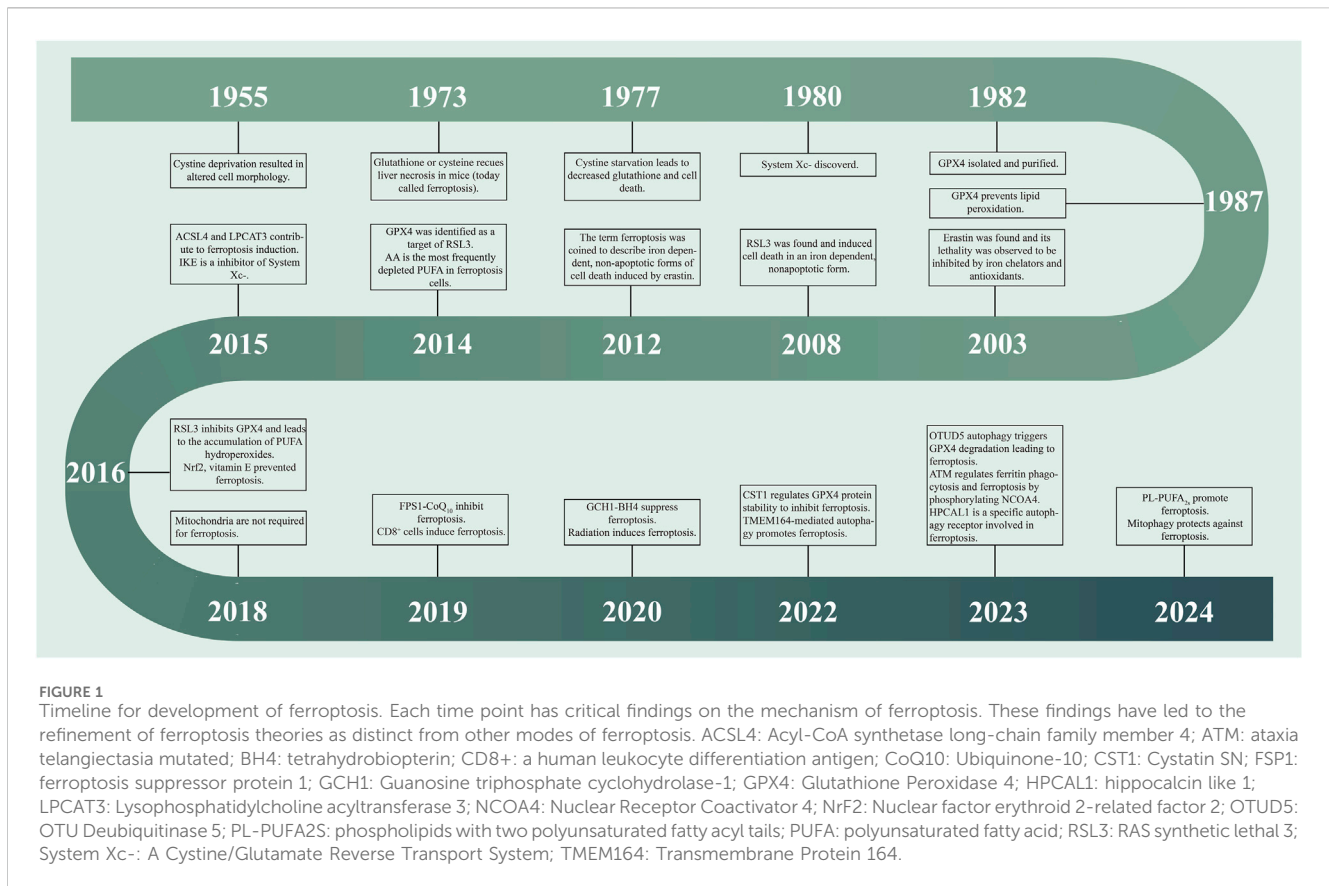 1955
1973
1977
1980
1982
Cystine deprivation resulted in
altered cell morphology.
Glutathione or cysteine recues
liver necrosis in mice (today
called ferroptosis).
Cystine starvation leads to
decreased glutathione and cell
death.
System Xc- discoverd.
GPX4 isolated and purified.
GPX4 prevents lipid
peroxidation.
1987
ACSL4 and LPCAT3 contrib-
ute to ferroptosis induction.
IKE is a inhibitor of System
Xc-.
GPX4 was identified as a
target of RSL3.
AA is the most frequently
depleted PUFA in ferroptosis
cells.
The term ferroptosis was
coined to describe iron depen-
dent, non-apoptotic forms of
cell death induced by erastin.
RSL3 was found and induced
cell death in an iron dependent,
nonapoptotic form.
Erastin was found and its
lethality was observed to be
inhibited by iron chelators and
antioxidants.
2015
2014
2012
2008
2003
2016
RSL3 inhibits GPX4 and leads
to the accumulation of PUFA
hydroperoxides.
Nrf2, vitamin E prevented
ferroptosis.
Mitochondria are not required
for ferroptosis.
FPS1-CoQ10 inhibit
ferroptosis.
CD8+ cells induce ferroptosis.
GCH1-BH4 suppress
ferroptosis.
Radiation induces ferroptosis.
CST1 regulates GPX4 protein
stability to inhibit ferroptosis.
TMEM164-mediated autopha-
gy promotes ferroptosis.
OTUD5 autophagy triggers
GPX4 degradation leading to
ferroptosis.
ATM regulates ferritin phago-
cytosis and ferroptosis by
phosphorylating NCOA4.
HPCAL1 is a specific autoph-
agy receptor involved in
ferroptosis.
PL-PUFA2s promote
ferroptosis.
Mitophagy protects against
ferroptosis.
2018
2019
2020
2022
2023
2024
FIGURE 1
Timeline for development of ferroptosis. Each time point has critical findings on the mechanism of ferroptosis. These findings have led to the
refinement of ferroptosis theories as distinct from other modes of ferroptosis. ACSL4: Acyl-CoA synthetase long-chain family member 4; ATM: ataxia
telangiectasia mutated; BH4: tetrahydrobiopterin; CD8+: a human leukocyte differentiation antigen; CoQ10: Ubiquinone-10; CST1: Cystatin SN; FSP1:
ferroptosis suppressor protein 1; GCH1: Guanosine triphosphate cyclohydrolase-1; GPX4: Glutathione Peroxidase 4; HPCAL1: hippocalcin like 1;
LPCAT3: Lysophosphatidylcholine acyltransferase 3; NCOA4: Nuclear Receptor Coactivator 4; NrF2: Nuclear factor erythroid 2-related factor 2; OTUD5:
OTU Deubiquitinase 5; PL-PUFA2S: phospholipids with two polyunsaturated fatty acyl tails; PUFA: polyunsaturated fatty acid; RSL3: RAS synthetic lethal 3;
System Xc-: A Cystine/Glutamate Reverse Transport System; TMEM164: Transmembrane Protein 164.